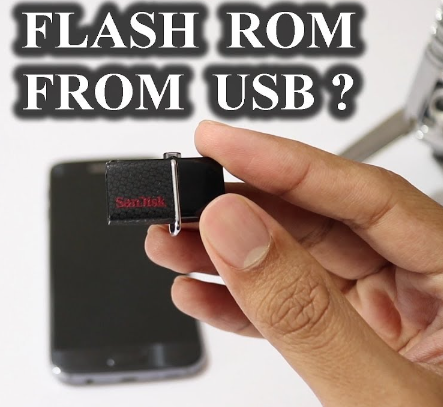 FLASH ROM
FROM USB ?
SanDisk